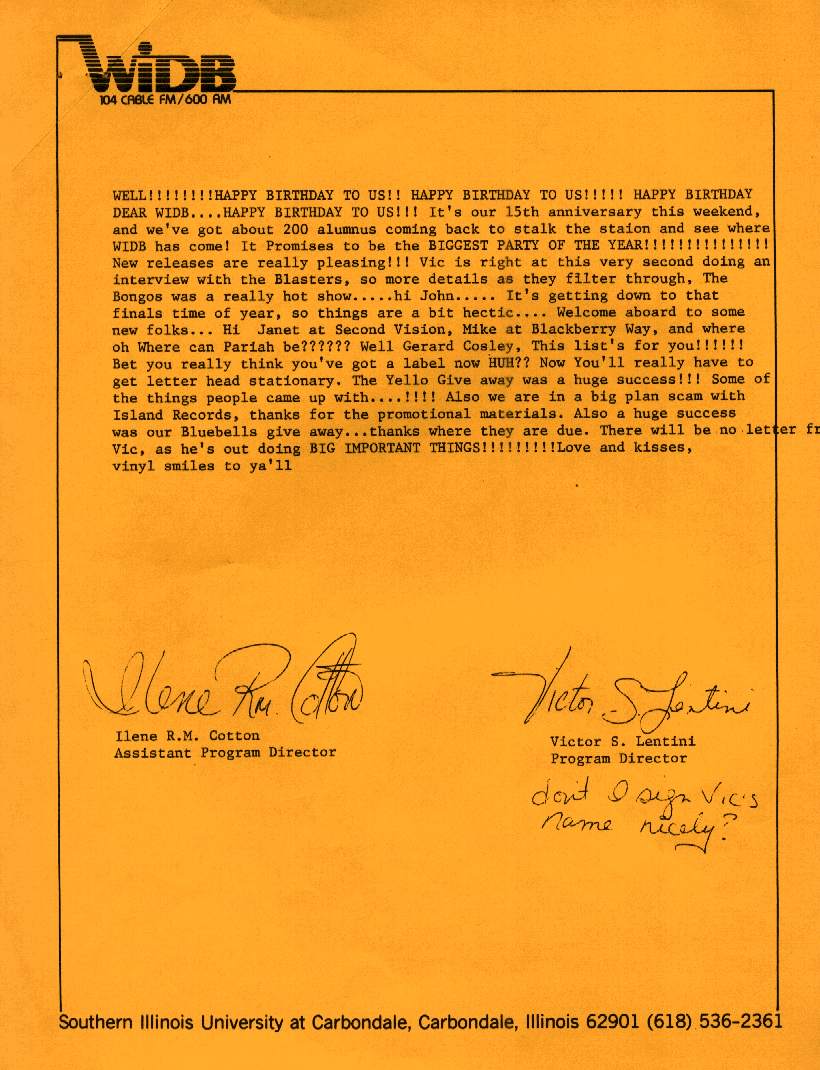 WIDB
104 CABLE FM/600 AM
WELL!!!!!!!!HAPPY BIRTHDAY TO US!! HAPPY BIRTHDAY TO US!!!!! HAPPY BIRTHDAY
DEAR WIDB....HAPPY BIRTHDAY TO US!!! It's our 15th anniversary this weekend,
and we've got about 200 alumnus coming back to stalk the staion and see where
WIDB has come! It Promises to be the BIGGEST PARTY OF THE YEAR!!!!!!!!!!!!!!!
New releases are really pleasing!!! Vic is right at this very second doing an
interview with the Blasters, so more details as they filter through, The
Bongos was a really hot show.....hi John..... It's getting down to that
finals time of year, so things are a bit hectic.... Welcome aboard to some
new folks... Hi  Janet at Second Vision, Mike at Blackberry Way, and where
oh Where can Pariah be?????? Well Gerard Cosley, This list's for you!!!!!!
Bet you really think you've got a label now HUH?? Now You'll really have to
get letter head stationary. The Yello Give away was a huge success!!! Some of
the things people came up with....!!!! Also we are in a big plan scam with
Island Records, thanks for the promotional materials. Also a huge success
was our Bluebells give away...thanks where they are due. There will be no letter fr
Vic, as he's out doing BIG IMPORTANT THINGS!!!!!!!!!Love and kisses,
vinyl smiles to ya'll
Ilene R.M. Cotton
Victor S. Lentini
Ilene R.M. Cotton
Assistant Program Director
Victor S. Lentini
Program Director
don't I sign Vic's
name nicely?
Southern Illinois University at Carbondale, Carbondale, Illinois 62901 (618) 536-2361